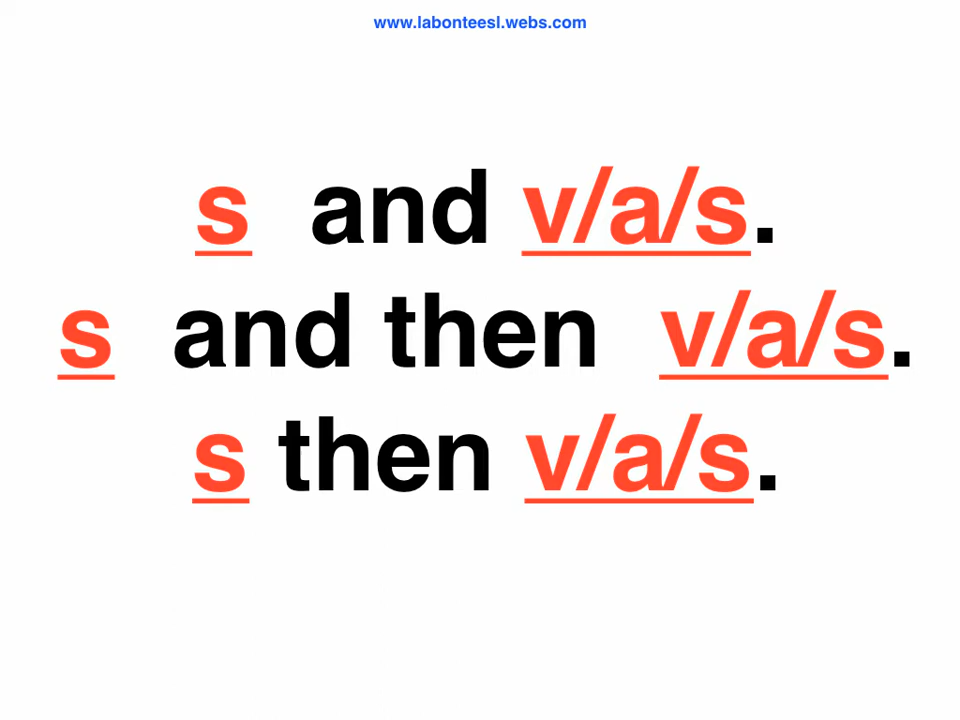 www.labonteesl.webs.com
s and v/a/s.
s and then v/a/s.
s then v/a/s.